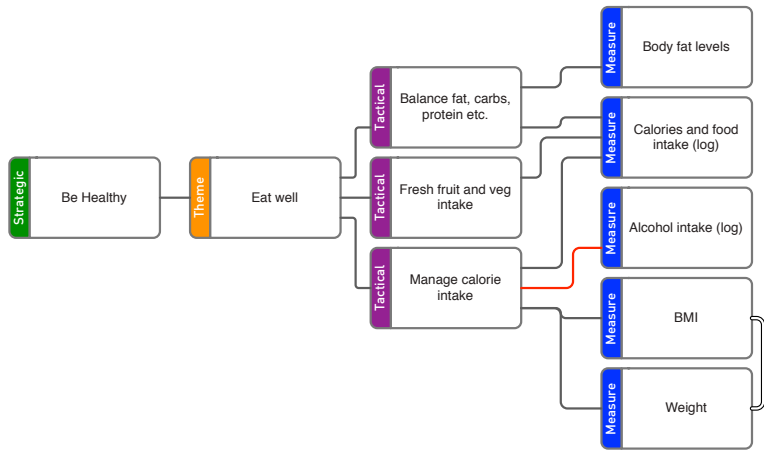 Strategic
Be Healthy
Theme
Eat well
Tactical
Balance fat, carbs,
protein etc.
Tactical
Fresh fruit and veg
intake
Tactical
Manage calorie
intake
Measure
Body fat levels
Measure
Calories and food
intake (log)
Measure
Alcohol intake (log)
Measure
BMI
Measure
Weight